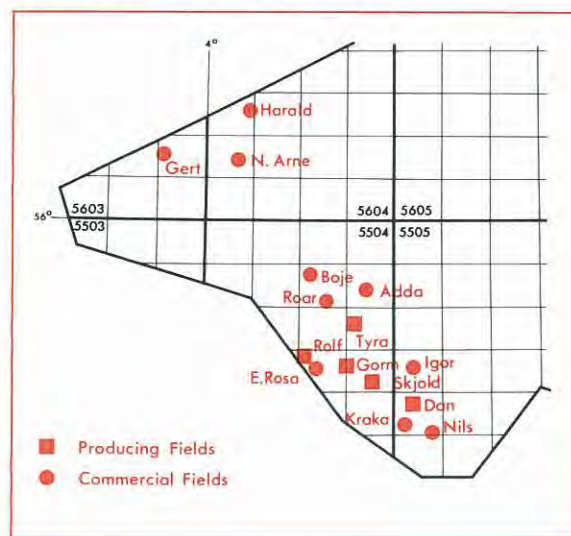 4°
Harald
Gert
N. Arne
56°
5603
5503
5604 5605
5504 5505
Boje
Adda
Roar
Tyra
Rolf
Gorm
Igor
E.Rosa
Skjold
Dan
Kraka
Nils
Producing Fields
Commercial Fields